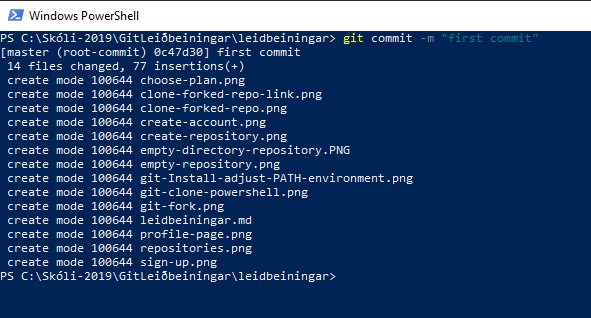 Windows PowerShell
PS C:\Skóli-2019\GitLeiðbeiningar\leidbeiningar> git commit -m "first commit"
[master (root-commit) 0c47d30] first commit
 14 files changed, 77 insertions(+)
 create mode 100644 choose-plan.png
 create mode 100644 clone-forked-repo-link.png
 create mode 100644 clone-forked-repo.png
 create mode 100644 create-account.png
 create mode 100644 create-repository.png
 create mode 100644 empty-directory-repository.PNG
 create mode 100644 empty-repository.png
 create mode 100644 git-Install-adjust-PATH-environment.png
 create mode 100644 git-clone-powershell.png
 create mode 100644 git-fork.png
 create mode 100644 leidbeiningar.md
 create mode 100644 profile-page.png
 create mode 100644 repositories.png
 create mode 100644 sign-up.png
PS C:\Skóli-2019\GitLeiðbeiningar\leidbeiningar>